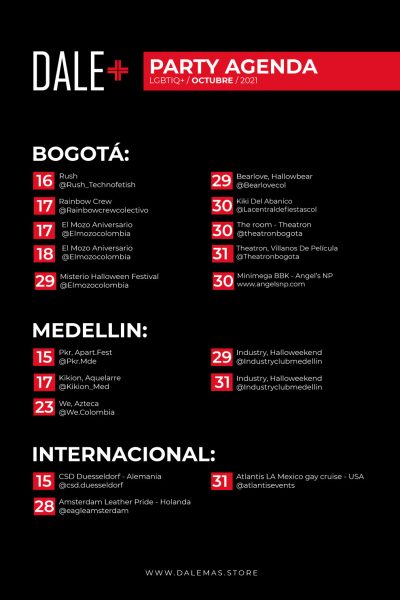 DALE+
PARTY AGENDA
LGBTIQ+ / OCTUBRE / 2021
BOGOTÁ:
16 Rush
@Rush_Technofetish
17 Rainbow Crew
@Rainbowcrewcolectivo
17 El Mozo Aniversario
@Elmozocolombia
18 El Mozo Aniversario
@Elmozocolombia
29 Misterio Halloween Festival
@Elmozocolombia
29 Bearlove, Hallowbear
@Bearlovecol
30 Kiki Del Abanico
@Lacentraldefiestascol
30 The room - Theatron
@theatronbogota
31 Theatron, Villanos De Película
@Theatronbogota
30 Minimega BBK - Angel's NP
www.angelsnp.com
MEDELLIN:
15 Pkr, Apart.Fest
@Pkr.Mde
17 Kikion, Aquelarre
@Kikion_Med
23 We, Azteca
@We.Colombia
29 Industry, Halloweekend
@Industryclubmedellin
31 Industry, Halloweekend
@Industryclubmedellin
INTERNACIONAL:
15 CSD Duesseldorf - Alemania
@csd.duesseldorf
28 Amsterdam Leather Pride - Holanda
@eagleamsterdam
31 Atlantis LA Mexico gay cruise - USA
@atlantisevents
WWW.DALEMAS.STORE